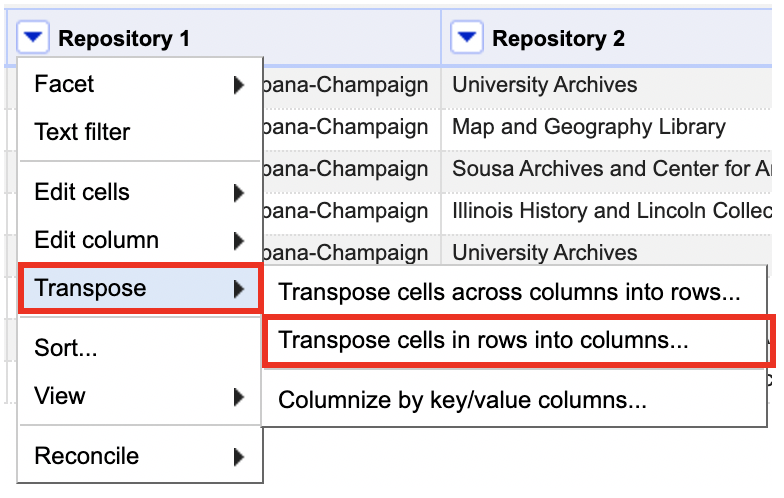 Repository 1 Repository 2
Facet
bana-Champaign University Archives
Text filter
bana-Champaign Map and Geography Library
bana-Champaign Sousa Archives and Center for
Edit cells
bana-Champaign Illinois History and Lincoln Collec
Edit column
bana-Champaign University Archives
Transpose
Transpose cells across columns into rows...
Transpose cells in rows into columns...
Sort...
View
Columnize by key/value columns...
Reconcile